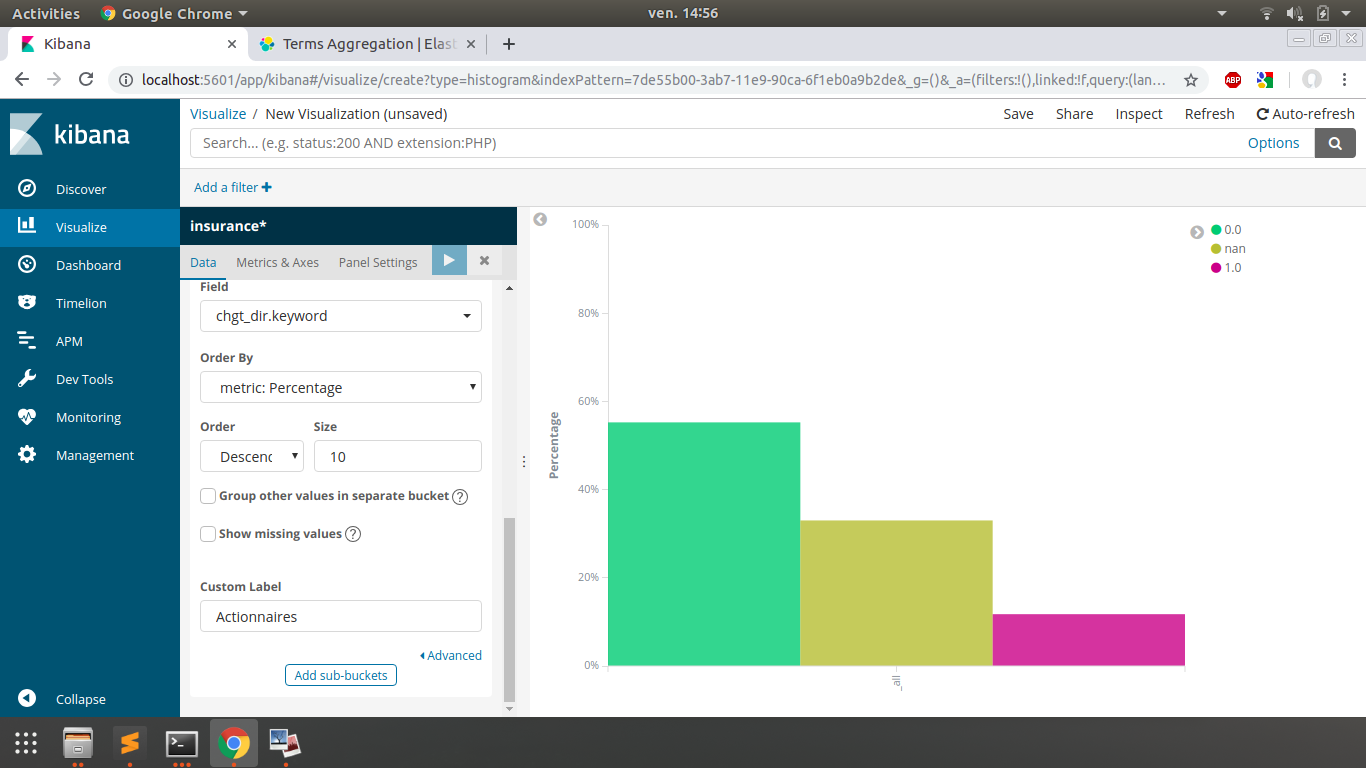 Activities
Google Chrome
ven. 14:56
Kibana
Terms Aggregation | Elast
localhost:5601/app/kibana#/visualize/create?type=histogram&indexPattern=7de55b00-3ab7-11e9-90ca-6f1eb0a9b2de&_g=()&_a=(filters:!(),linked:!f,query:(lan...
ABP
kibana
Discover
Visualize
Dashboard
Timelion
APM
Dev Tools
Monitoring
Management
Collapse
Visualize / New Visualization (unsaved)
Save
Share
Inspect
Refresh
Auto-refresh
Search... (e.g. status:200 AND extension:PHP)
Options
Add a filter +
insurance*
Data
Metrics & Axes
Panel Settings
Field
chgt_dir.keyword
Order By
metric: Percentage
Order
Size
Descenc
10
Group other values in separate bucket ?
Show missing values ?
Custom Label
Actionnaires
Advanced
Add sub-buckets
100%
80%
60%
40%
20%
0%
Percentage
_all
0.0
nan
1.0